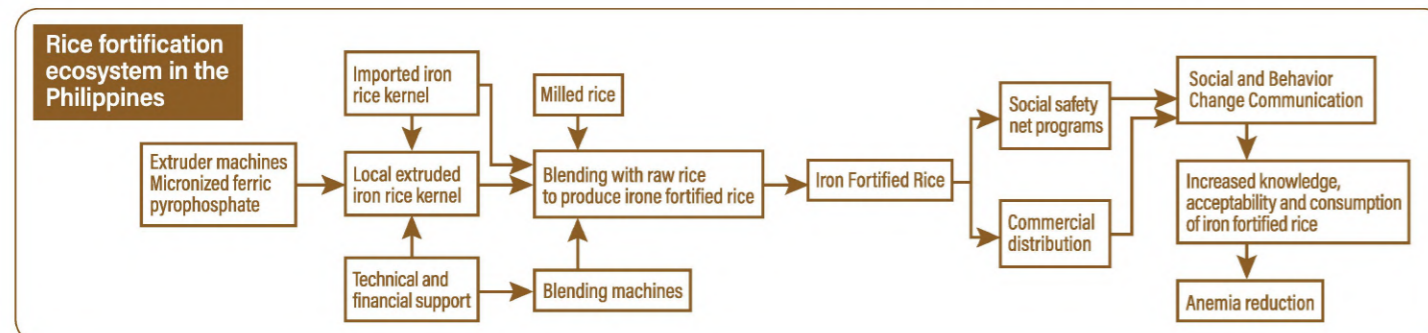 Rice fortification
ecosystem in the
Philippines
Extruder machines
Micronized ferric
pyrophosphate
Imported iron
rice kernel
Local extruded
iron rice kernel
Technical and
financial support
Milled rice
Blending with raw rice
to produce irone fortified rice
Blending machines
Iron Fortified Rice
Social safety
net programs
Commercial
distribution
Social and Behavior
Change Communication
Increased knowledge,
acceptability and consumption
of iron fortified rice
Anemia reduction